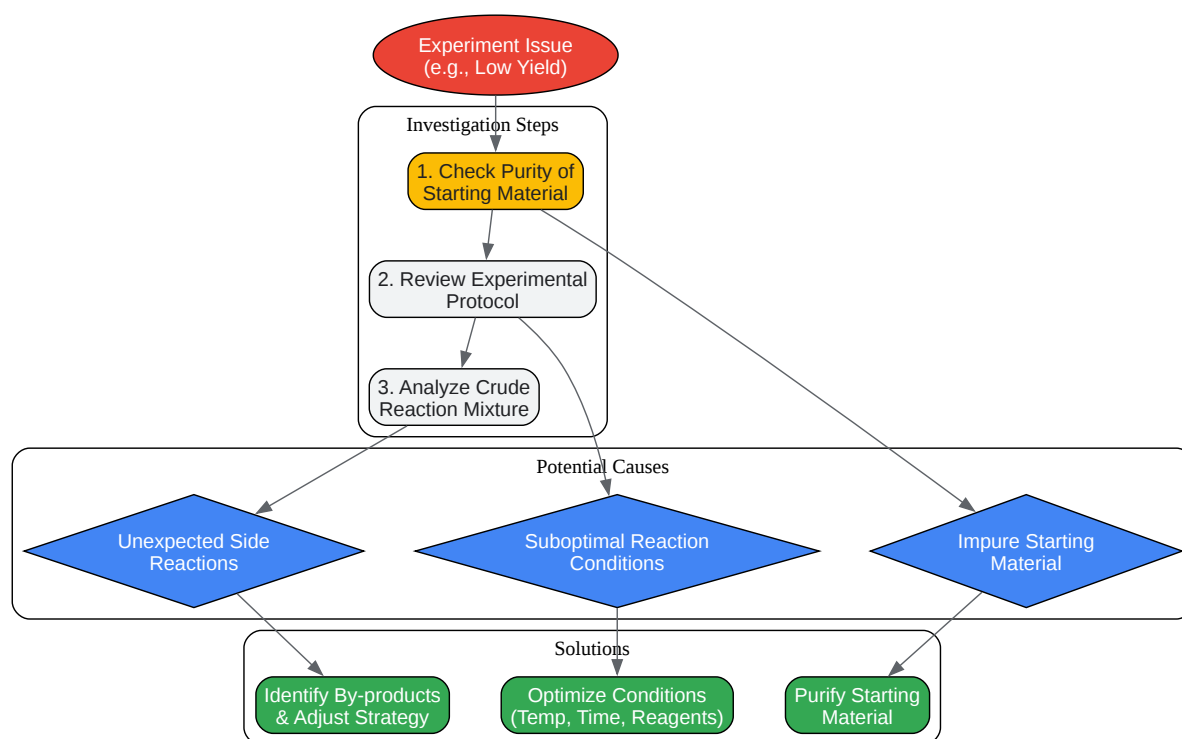 Experiment Issue
(e.g., Low Yield)
Investigation Steps
1. Check Purity of
Starting Material
2. Review Experimental
Protocol
3. Analyze Crude
Reaction Mixture
Potential Causes
Unexpected Side
Reactions
Suboptimal Reaction
Conditions
Impure Starting
Material
Solutions
Identify By-products
& Adjust Strategy
Optimize Conditions
(Temp, Time, Reagents)
Purify Starting
Material